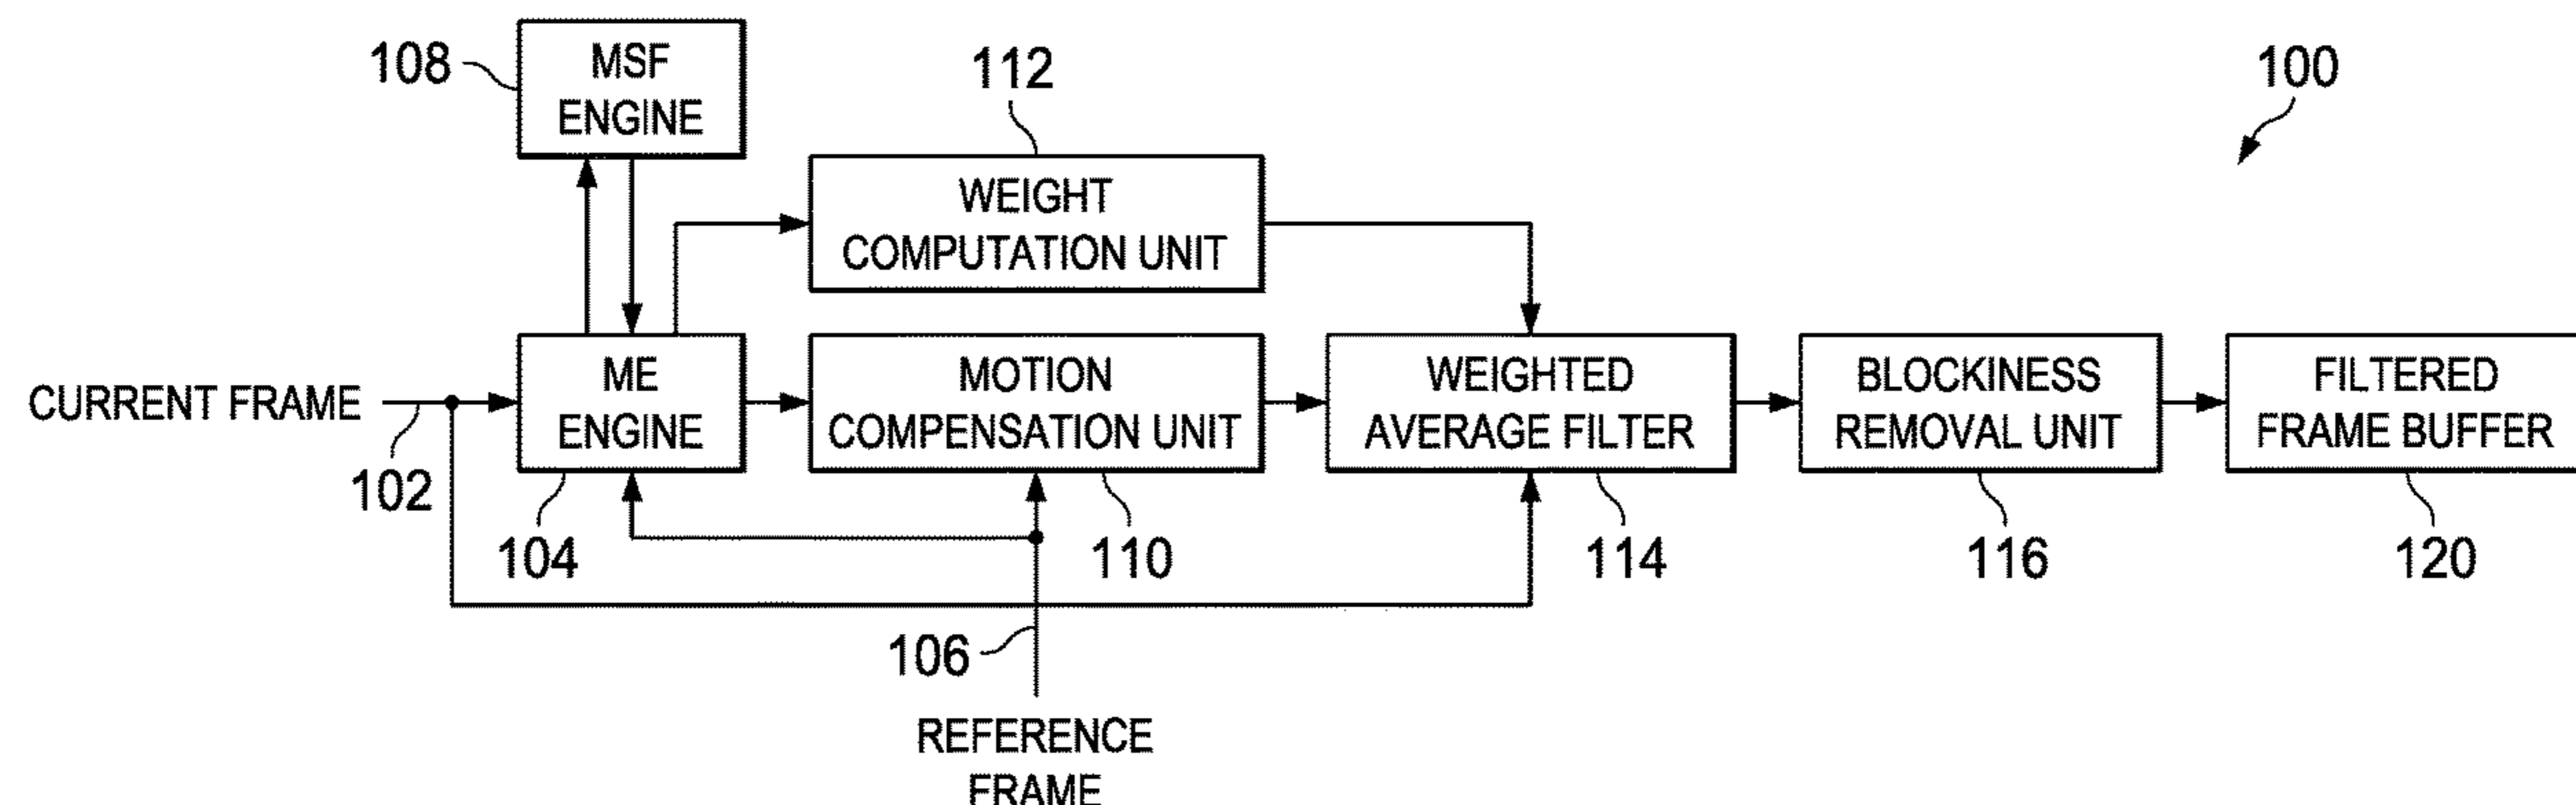 108
MSF
ENGINE
112
100
WEIGHT
COMPUTATION UNIT
CURRENT FRAME
102
ME
ENGINE
104
MOTION
COMPENSATION UNIT
110
WEIGHTED
AVERAGE FILTER
114
BLOCKINESS
REMOVAL UNIT
116
FILTERED
FRAME BUFFER
120
106
REFERENCE
FRAME